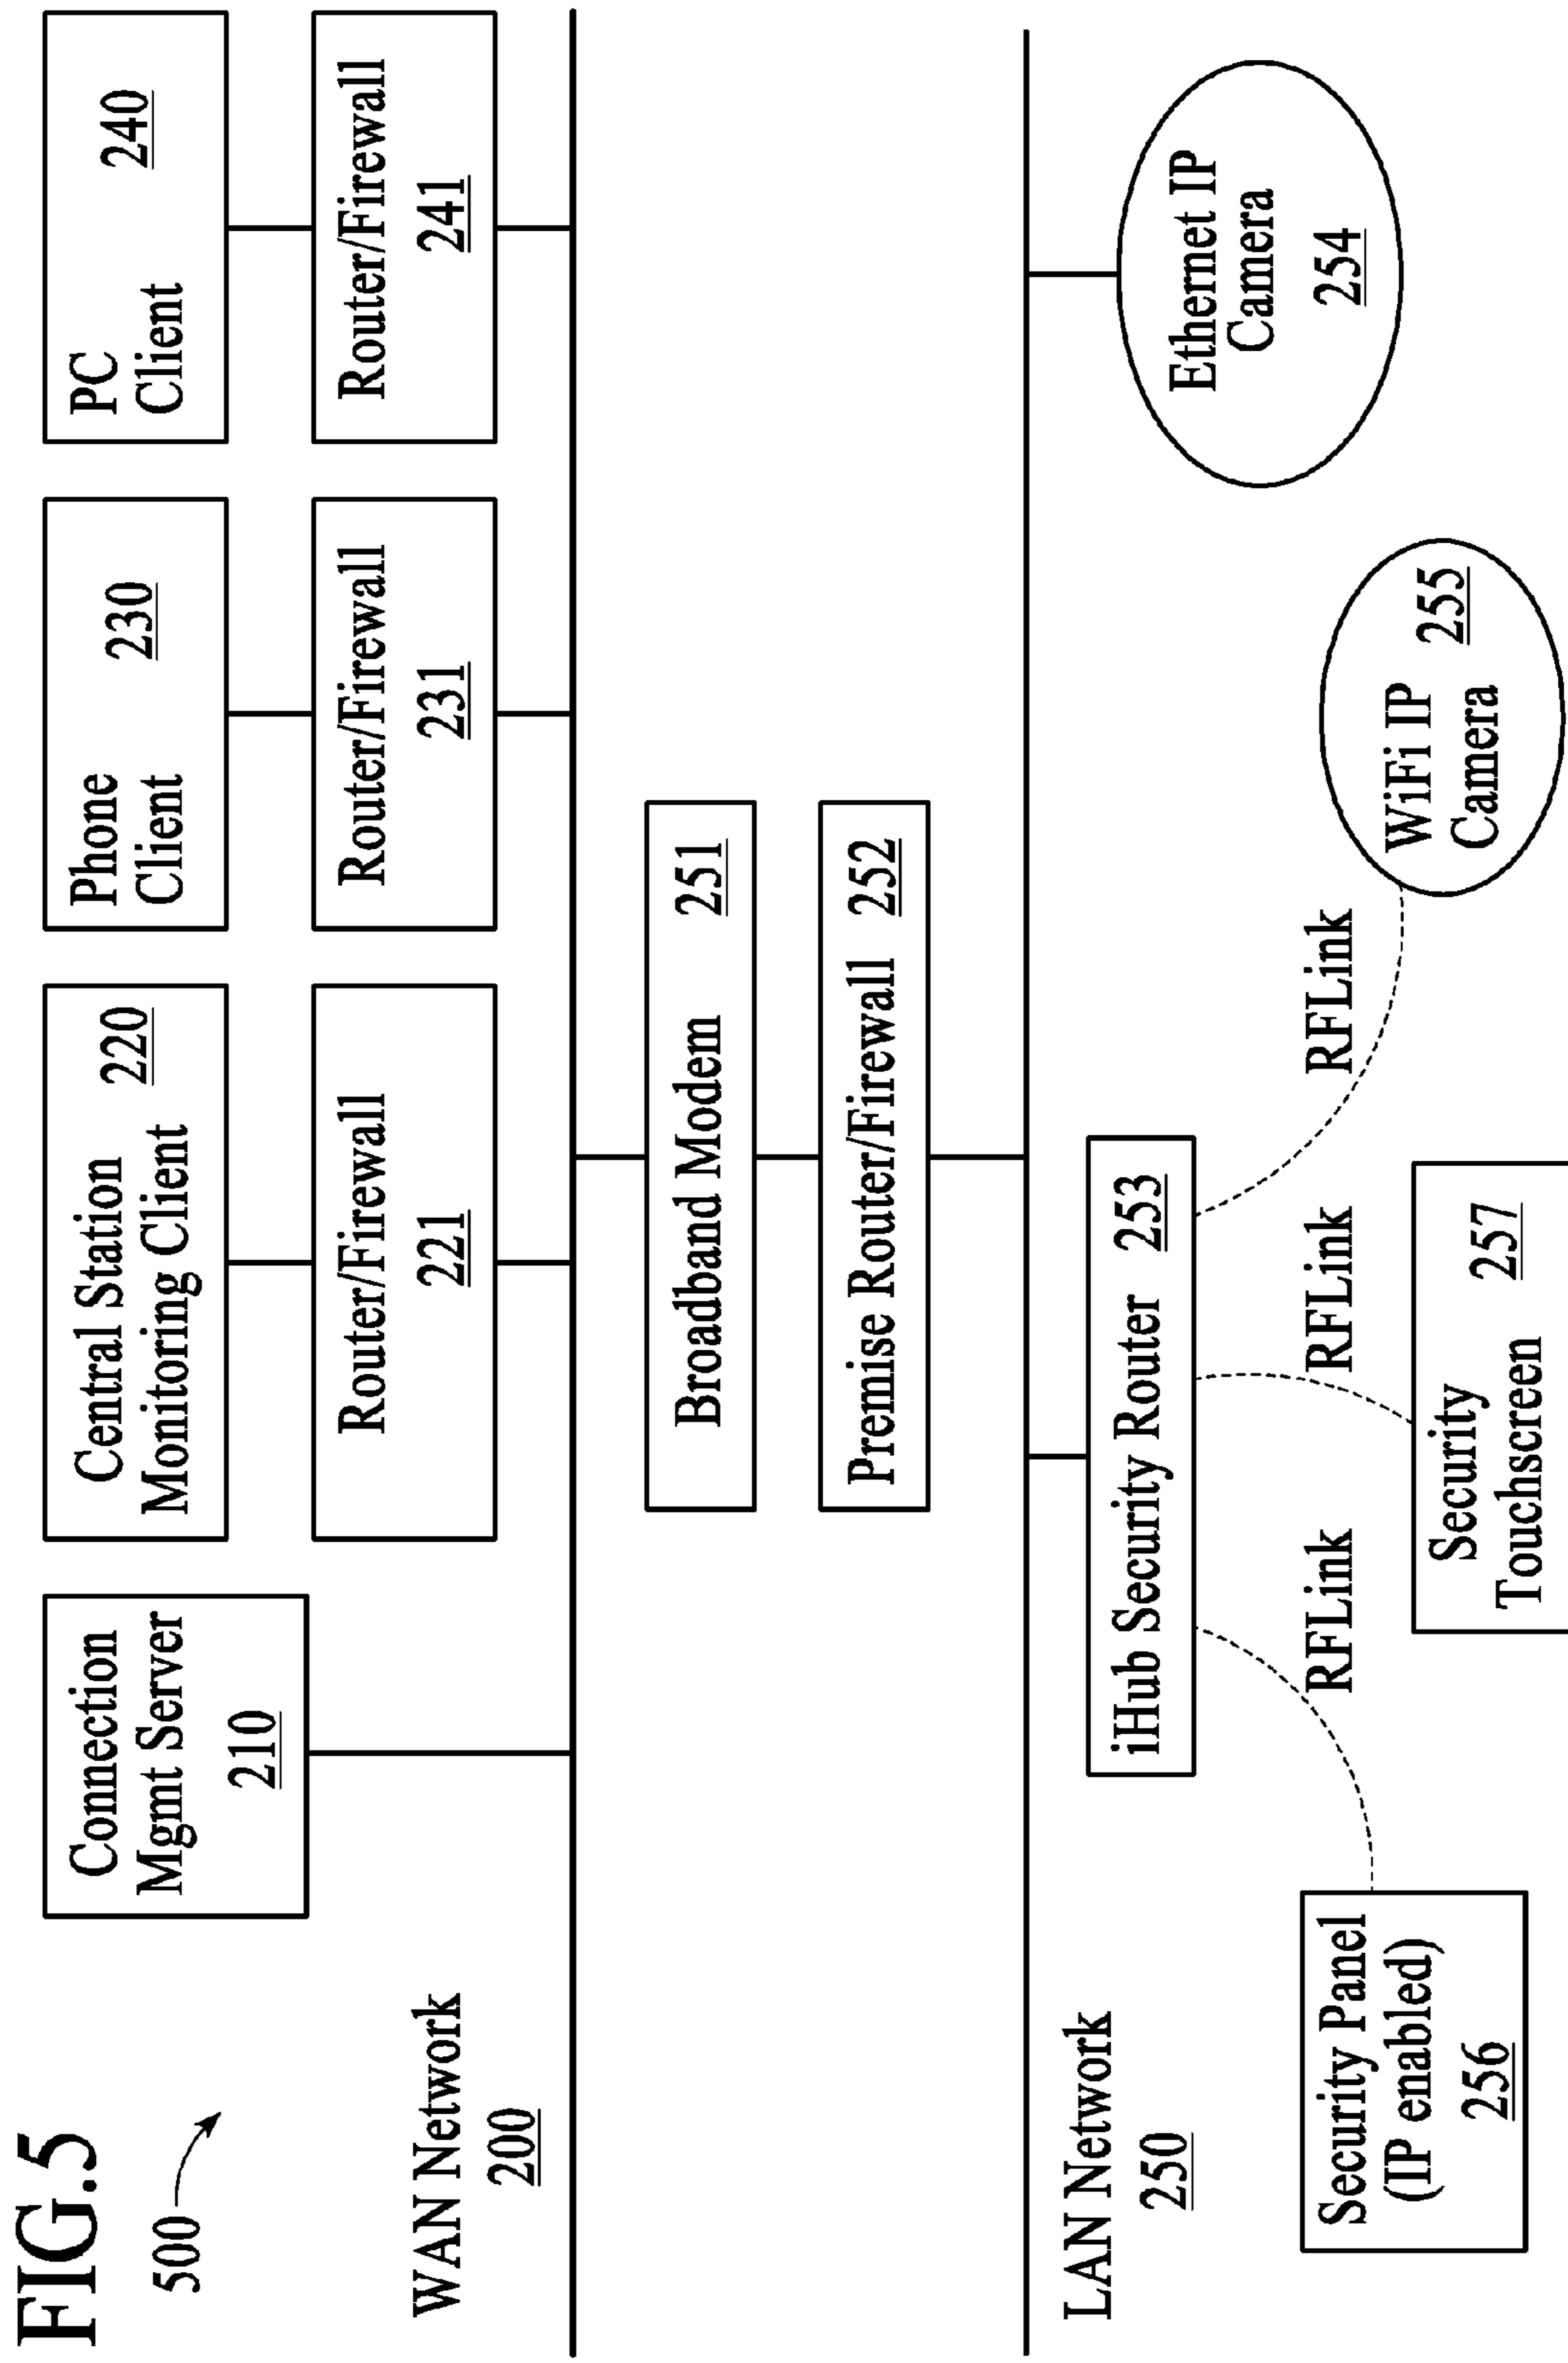 FIG.5
500
Connection
Mgmt Server
210
Central Station
Monitoring Client
220
Phone
Client
230
PC
Client
240
Router/Firewall
221
Router/Firewall
231
Router/Firewall
241
WAN Network
200
Broadband Modem 251
Premise Router/Firewall 252
LAN Network
250
iHub Security Router 253
Ethernet IP
Camera
254
RFLink
RFLink
RFLink
WiFi IP
Camera
255
Security Panel
(IP enabled)
256
Security
Touchscreen
257